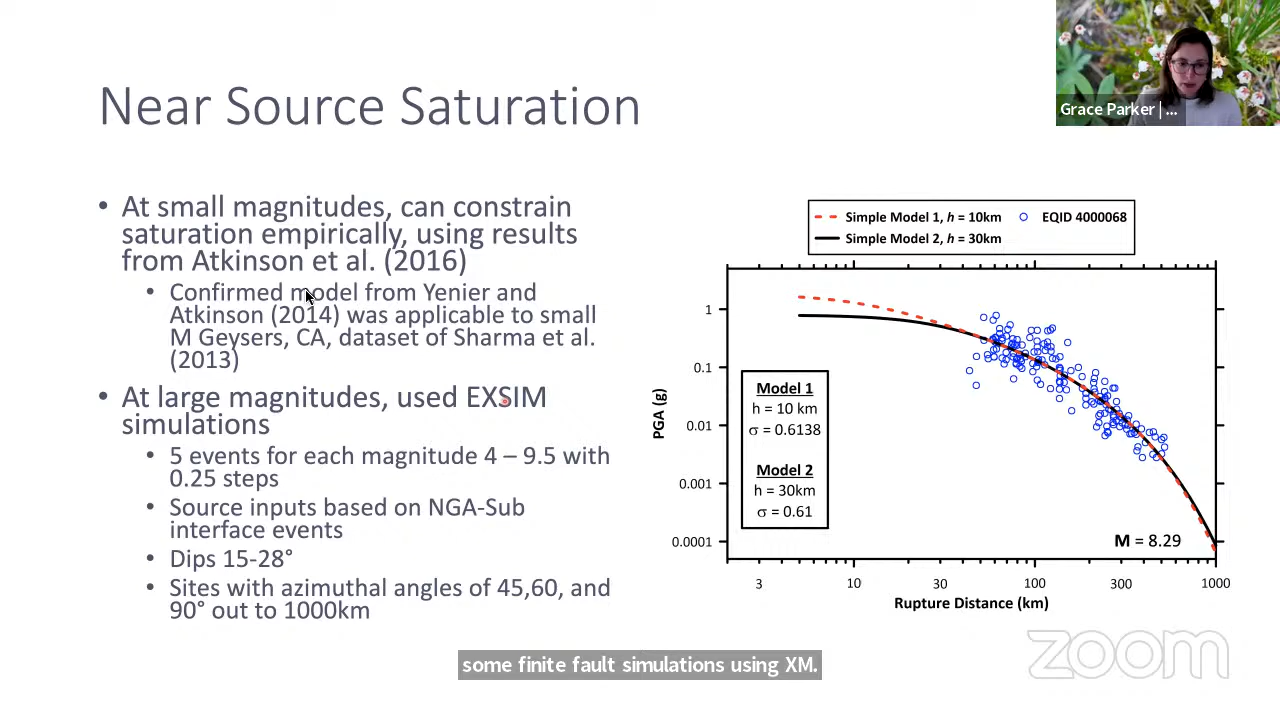 Grace Parker | ...
Near Source Saturation
• At small magnitudes, can constrain
saturation empirically, using results
from Atkinson et al. (2016)
• Confirmed model from Yenier and
Atkinson (2014) was applicable to small
M Geysers, CA, dataset of Sharma et al.
(2013)
• At large magnitudes, used EXSIM
simulations
• 5 events for each magnitude 4 – 9.5 with
0.25 steps
• Source inputs based on NGA-Sub
interface events
• Dips 15-28°
• Sites with azimuthal angles of 45,60, and
90° out to 1000km
Simple Model 1, h = 10km
EQID 4000068
Simple Model 2, h = 30km
1
0.1
0.01
0.001
0.0001
PGA (g)
Model 1
h = 10 km
σ = 0.6138
Model 2
h = 30km
σ = 0.61
M = 8.29
3 10 30 100 300 1000
Rupture Distance (km)
zoom
some finite fault simulations using XM.